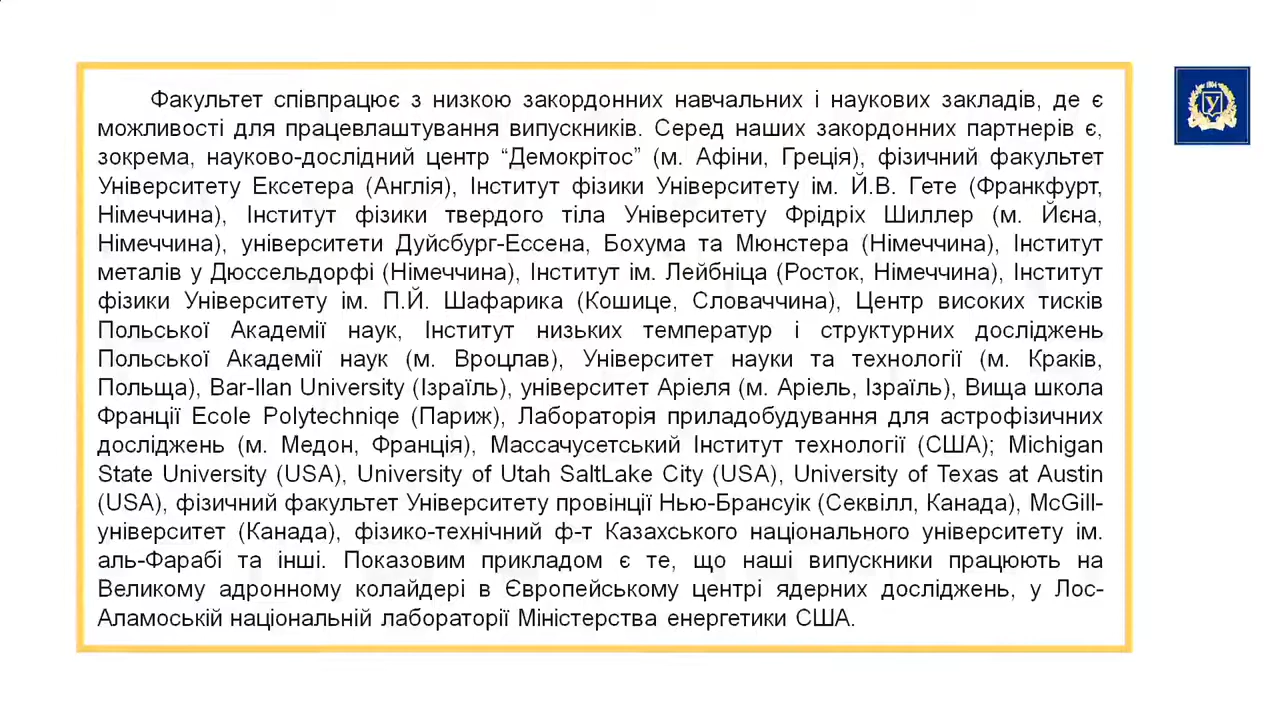 Факультет співпрацює з низкою закордонних навчальних і наукових закладів, де є
можливості для працевлаштування випускників. Серед наших закордонних партнерів є,
зокрема, науково-дослідний центр “Демокрітос” (м. Афіни, Греція), фізичний факультет
Університету Ексетера (Англія), Інститут фізики Університету ім. Й.В. Гете (Франкфурт,
Німеччина), Інститут фізики твердого тіла Університету Фрідріх Шиллер (м. Йєна,
Німеччина), університети Дуйсбург-Ессена, Бохума та Мюнстера (Німеччина), Інститут
металів у Дюссельдорфі (Німеччина), Інститут ім. Лейбніца (Росток, Німеччина), Інститут
фізики Університету ім. П.Й. Шафарика (Кошице, Словаччина), Центр високих тисків
Польської Академії наук, Інститут низьких температур і структурних досліджень
Польської Академії наук (м. Вроцлав), Університет науки та технології (м. Краків,
Польща), Bar-Ilan University (Ізраїль), університет Аріеля (м. Аріель, Ізраїль), Вища школа
Франції Ecole Polytechniqe (Париж), Лабораторія приладобудування для астрофізичних
досліджень (м. Медон, Франція), Массачусетський Інститут технології (США); Michigan
State University (USA), University of Utah SaltLake City (USA), University of Texas at Austin
(USA), фізичний факультет Університету провінції Нью-Брансуік (Секвілл, Канада), McGill-
університет (Канада), фізико-технічний ф-т Казахського національного університету ім.
аль-Фарабі та інші. Показовим прикладом є те, що наші випускники працюють на
Великому адронному колайдері в Європейському центрі ядерних досліджень, у Лос-
Аламоській національній лабораторії Міністерства енергетики США.